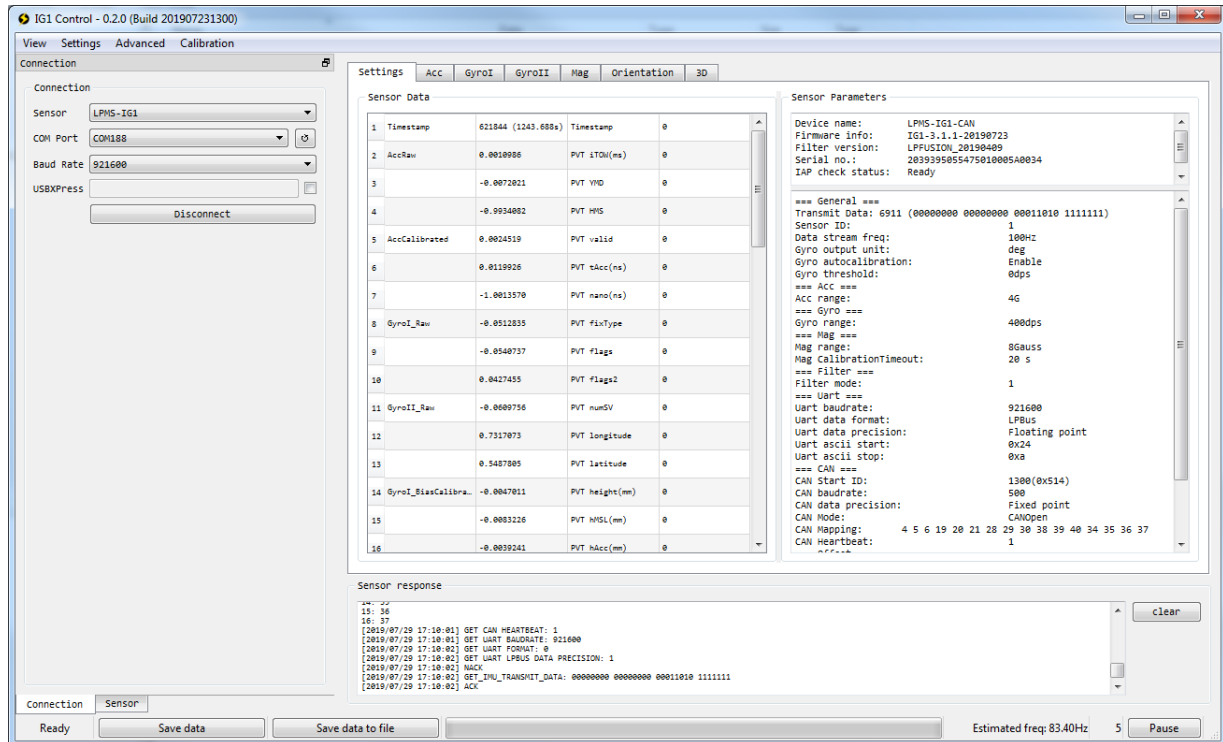 IG1 Control - 0.2.0 (Build 201907231300)
View Settings Advanced Calibration
Connection
Connection
Sensor LPMS-IG1
COM Port COM188
Baud Rate 921600
USBXPress
Disconnect
Settings Acc GyroI GyroII Mag Orientation 3D
Sensor Data
1 Timestamp 621844 (1243.688s) Timestamp 0
2 AccRaw 0.0010986 PVT iTOW(ms) 0
3 -0.0072021 PVT YMD 0
4 -0.9934082 PVT HMS 0
5 AccCalibrated 0.0024519 PVT valid 0
6 0.0119926 PVT tAcc(ns) 0
7 -1.0013570 PVT nano(ns) 0
8 GyroI_Raw -0.0512835 PVT fixType 0
9 -0.0540737 PVT flags 0
10 0.0427455 PVT flags2 0
11 GyroII_Raw -0.0609756 PVT numSV 0
12 0.7317073 PVT longitude 0
13 0.5487805 PVT latitude 0
14 GyroI_BiasCalibra... -0.0047011 PVT height(mm) 0
15 -0.0083226 PVT hMSL(mm) 0
16 -0.0039241 PVT hAcc(mm) 0
Sensor Parameters
Device name: LPMS-IG1-CAN
Firmware info: IG1-3.1.1-20190723
Filter version: LPFUSION_20190409
Serial no.: 2039395055475010005A0034
IAP check status: Ready
=== General ===
Transmit Data: 6911 (00000000 00000000 00011010 1111111)
Sensor ID: 1
Data stream freq: 100Hz
Gyro output unit: deg
Gyro autocalibration: Enable
Gyro threshold: 0dps
=== Acc ===
Acc range: 4G
=== Gyro ===
Gyro range: 400dps
=== Mag ===
Mag range: 8Gauss
Mag CalibrationTimeout: 20 s
=== Filter ===
Filter mode: 1
=== Uart ===
Uart baudrate: 921600
Uart data format: LPBus
Uart data precision: Floating point
Uart ascii start: 0x24
Uart ascii stop: 0xa
=== CAN ===
CAN Start ID: 1300(0X514)
CAN baudrate: 500
CAN data precision: Fixed point
CAN Mode: CANOpen
CAN Mapping: 4 5 6 19 20 21 28 29 30 38 39 40 34 35 36 37
CAN Heartbeat: 1
Sensor response
15: 36
16: 37
[2019/07/29 17:10:01] GET CAN HEARTBEAT: 1
[2019/07/29 17:10:01] GET UART BAUDRATE: 921600
[2019/07/29 17:10:02] GET UART FORMAT: 0
[2019/07/29 17:10:02] GET UART LPBUS DATA PRECISION: 1
[2019/07/29 17:10:02] NACK
[2019/07/29 17:10:02] GET_IMU_TRANSMIT_DATA: 00000000 00000000 00011010 1111111
[2019/07/29 17:10:02] ACK
clear
Connection Sensor
Ready Save data Save data to file Estimated freq: 83.40Hz 5 Pause